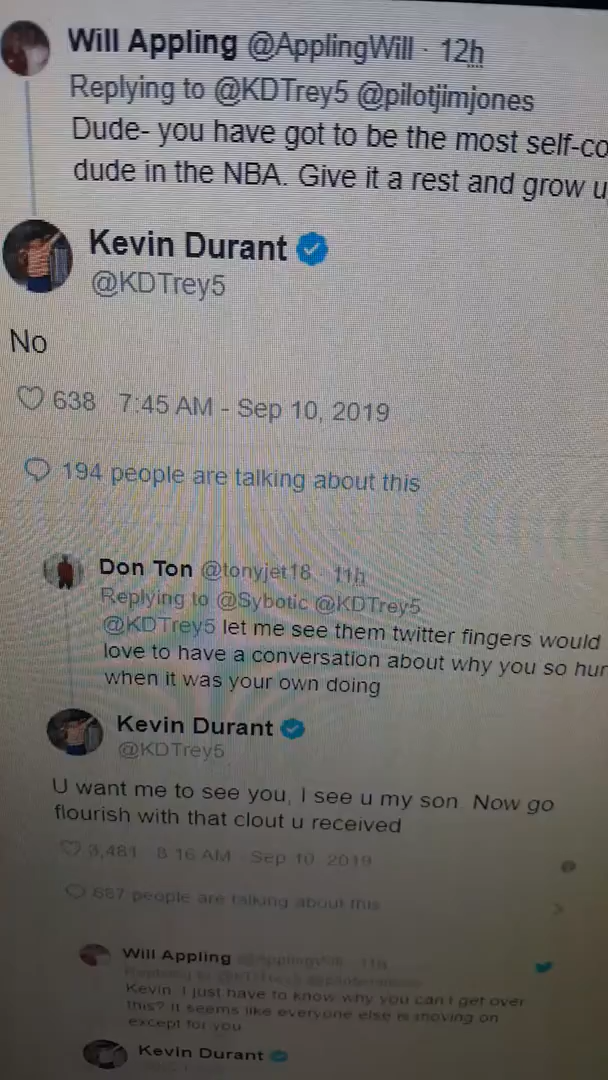 Will Appling @ApplingWill · 12h
Replying to @KDTrey5 @pilotjimjones
Dude- you have got to be the most self-co
dude in the NBA. Give it a rest and grow u
Kevin Durant
@KDTrey5
No
638 7:45 AM - Sep 10, 2019
194 people are talking about this
Don Ton @tonyjet18 · 11h
Replying to @Sybotic @KDTrey5
@KDTrey5 let me see them twitter fingers would
love to have a conversation about why you so hur
when it was your own doing
Kevin Durant
@KDTrey5
U want me to see you, I see u my son. Now go
flourish with that clout u received
3,481 8:16 AM - Sep 10, 2019
687 people are talking about this
Will Appling @ApplingWill · 11h
Replying to @KDTrey5 @pilotjimjones
Kevin. I just have to know why you can't get over
this? It seems like everyone else is moving on
except for you
Kevin Durant